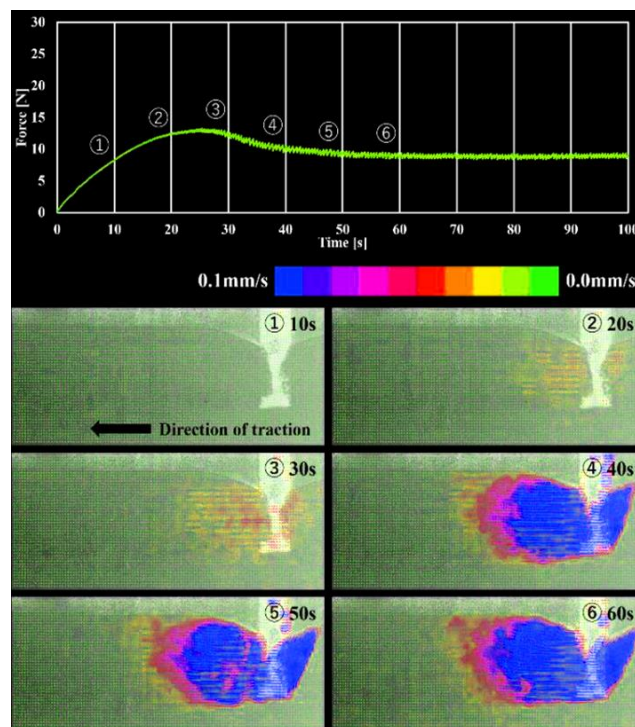 30
25
20
15
10
5
0
Force [N]
① ② ③ ④ ⑤ ⑥
0 10 20 30 40 50 60 70 80 90 100
Time [s]
0.1mm/s 0.0mm/s
① 10s
Direction of traction
② 20s
③ 30s
④ 40s
⑤ 50s
⑥ 60s